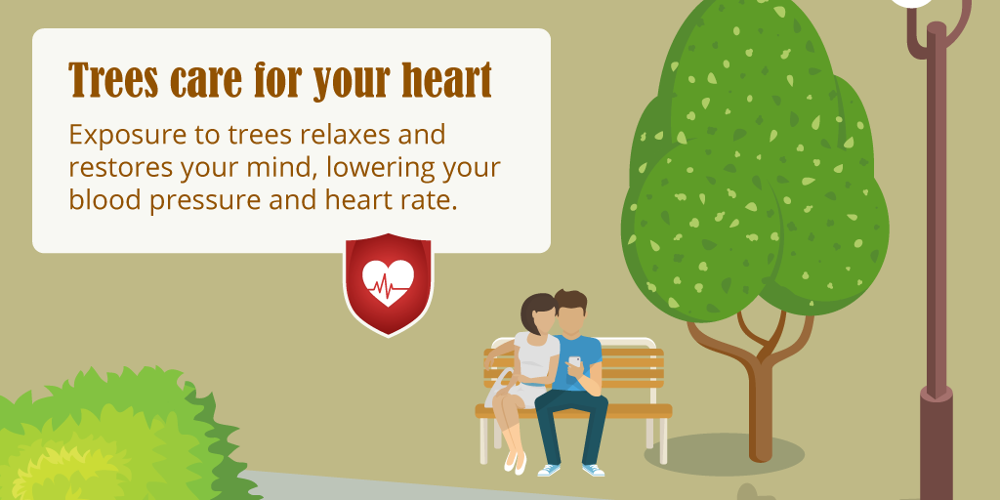 Trees care for your heart
Exposure to trees relaxes and
restores your mind, lowering your
blood pressure and heart rate.